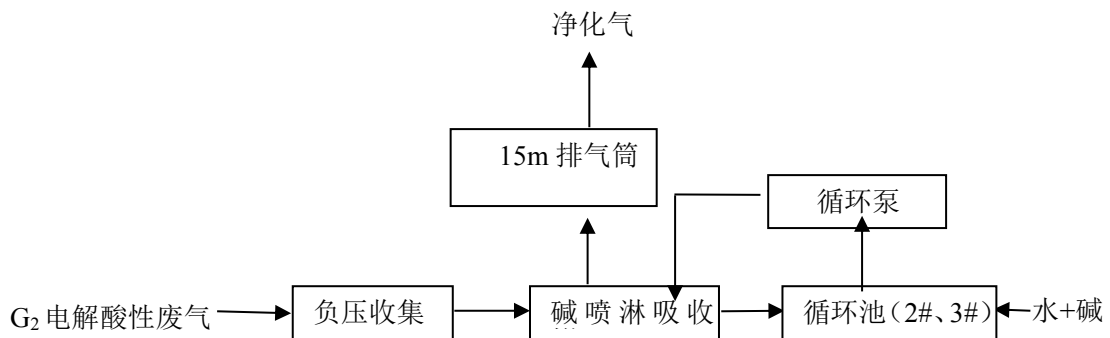 净化气
15m 排气筒
循环泵
G₂ 电解酸性废气
负压收集
碱喷淋吸收
循环池（2#、3#）
水+碱